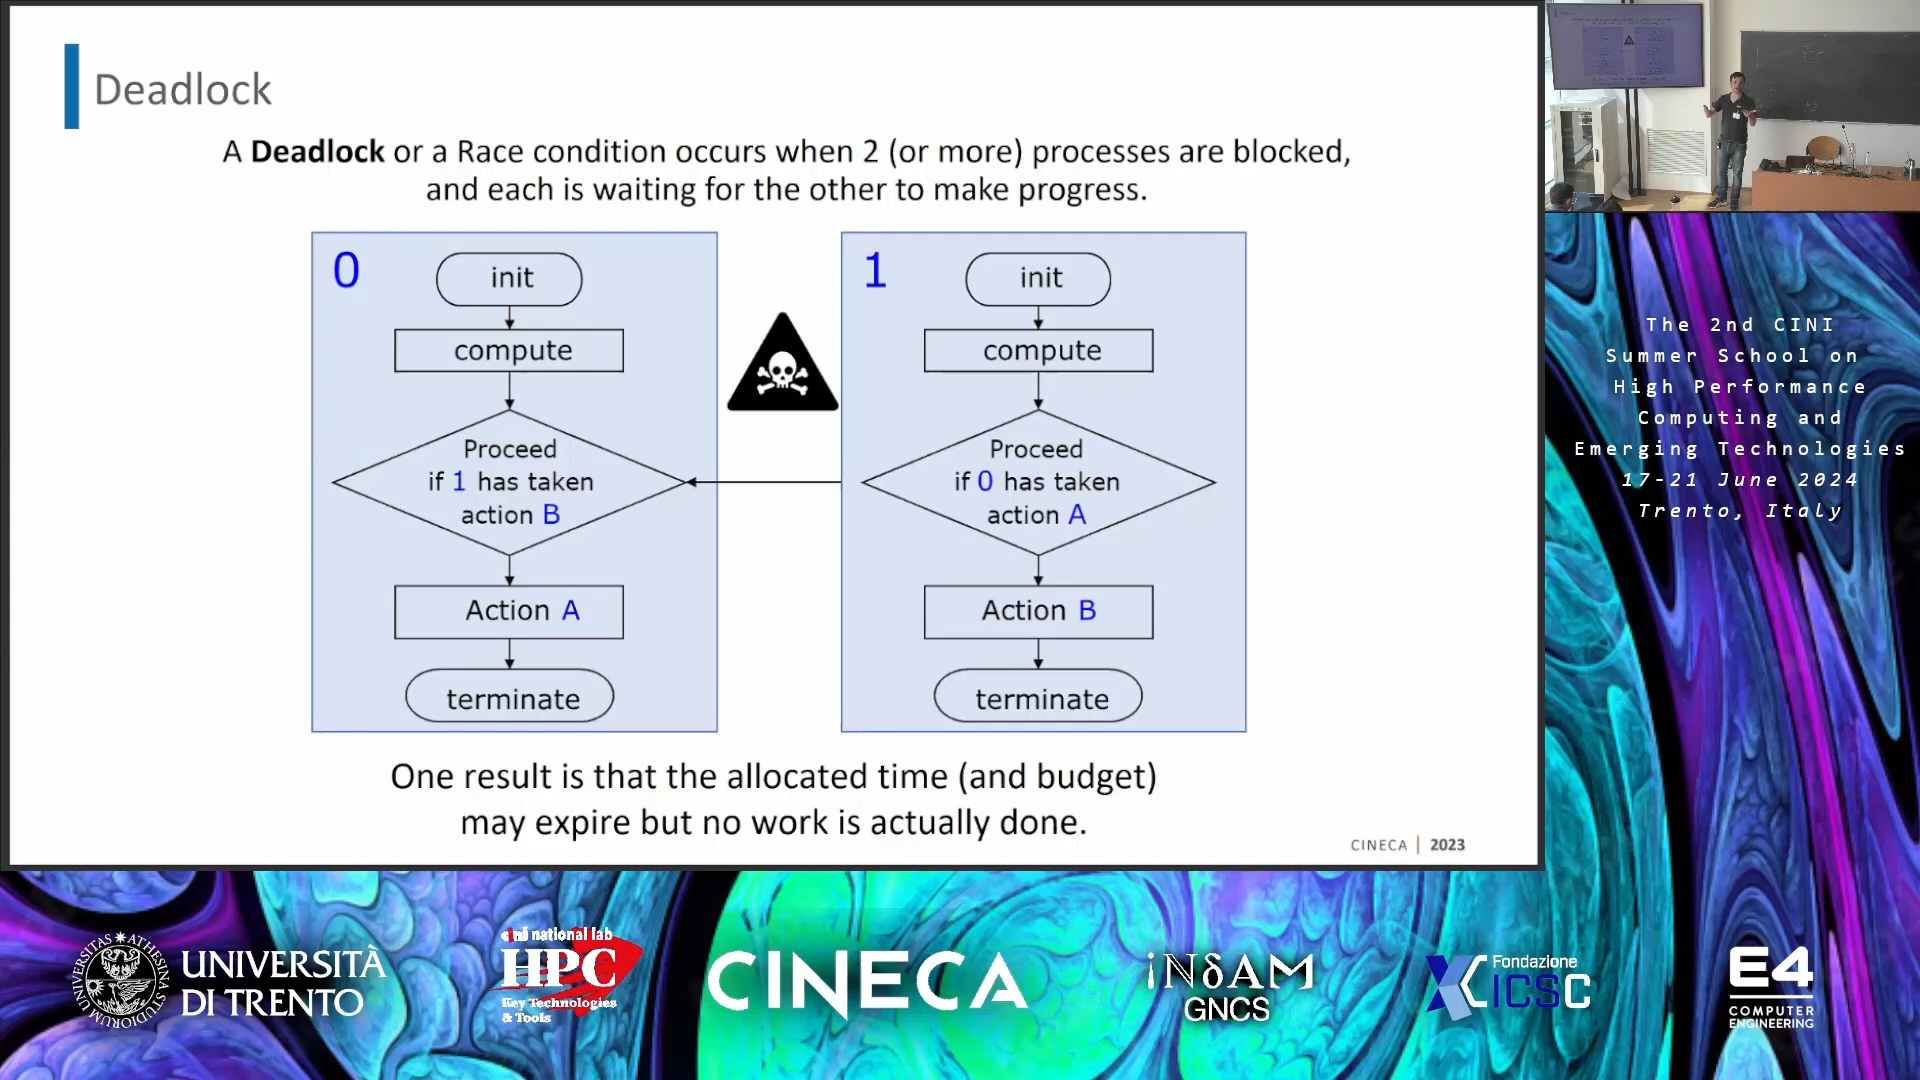 Deadlock
A Deadlock or a Race condition occurs when 2 (or more) processes are blocked,
and each is waiting for the other to make progress.
0
init
compute
Proceed
if 1 has taken
action B
Action A
terminate
1
init
compute
Proceed
if 0 has taken
action A
Action B
terminate
One result is that the allocated time (and budget)
may expire but no work is actually done.
CINECA | 2023
The 2nd CINI
Summer School on
High Performance
Computing and
Emerging Technologies
17-21 June 2024
Trento, Italy
UNIVERSITÀ
DI TRENTO
cini national lab
HPC
Key Technologies
& Tools
CINECA
iNδAM
GNCS
Fondazione
ICSC
E4
COMPUTER
ENGINEERING